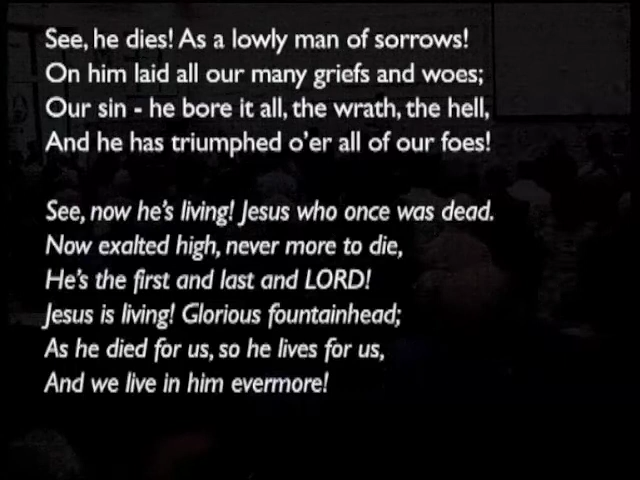 See, he dies! As a lowly man of sorrows!
On him laid all our many griefs and woes;
Our sin - he bore it all, the wrath, the hell,
And he has triumphed o'er all of our foes!
See, now he's living! Jesus who once was dead.
Now exalted high, never more to die,
He's the first and last and LORD!
Jesus is living! Glorious fountainhead;
As he died for us, so he lives for us,
And we live in him evermore!